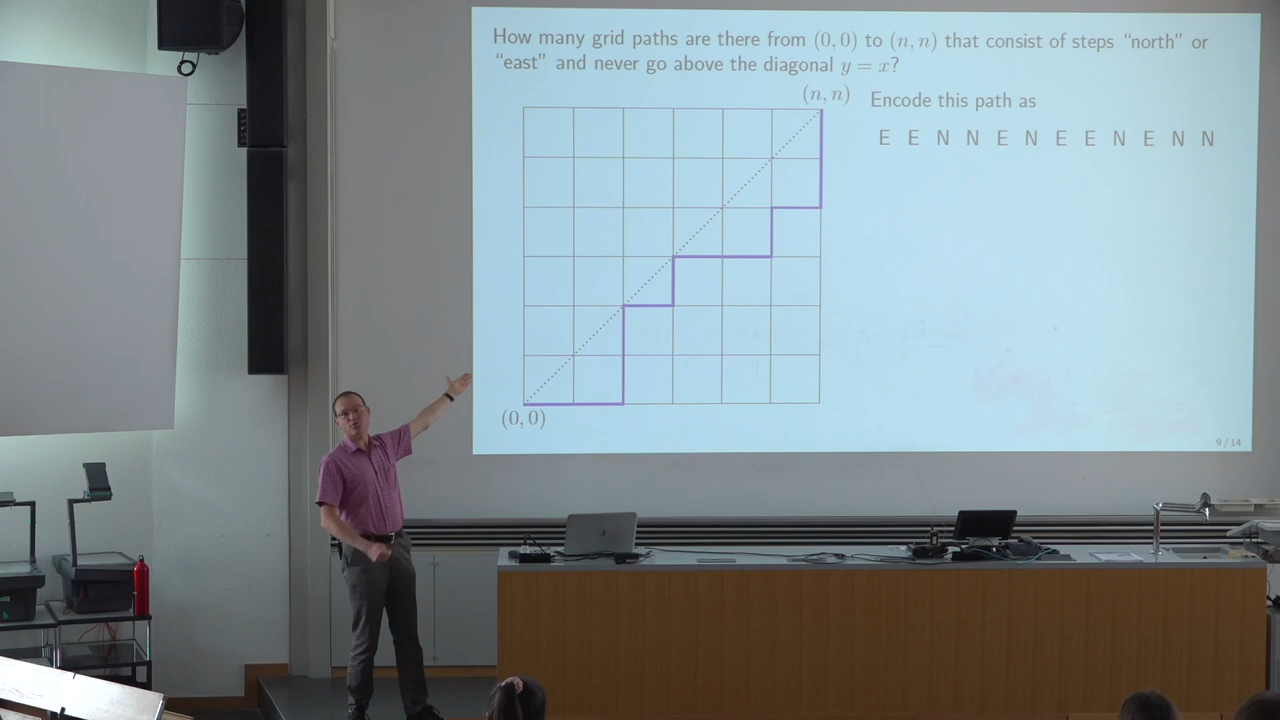 How many grid paths are there from (0, 0) to (n, n) that consist of steps “north” or
“east” and never go above the diagonal y = x?
(n, n)
Encode this path as
E E N N E N E E N E N N
(0, 0)
9 / 14